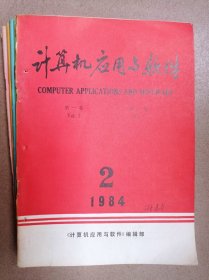 计算机应用与软件
COMPUTER APPLICATIONS AND SOFTWARE
第一卷
Vol. 1
2
1984
《计算机应用与软件》编辑部